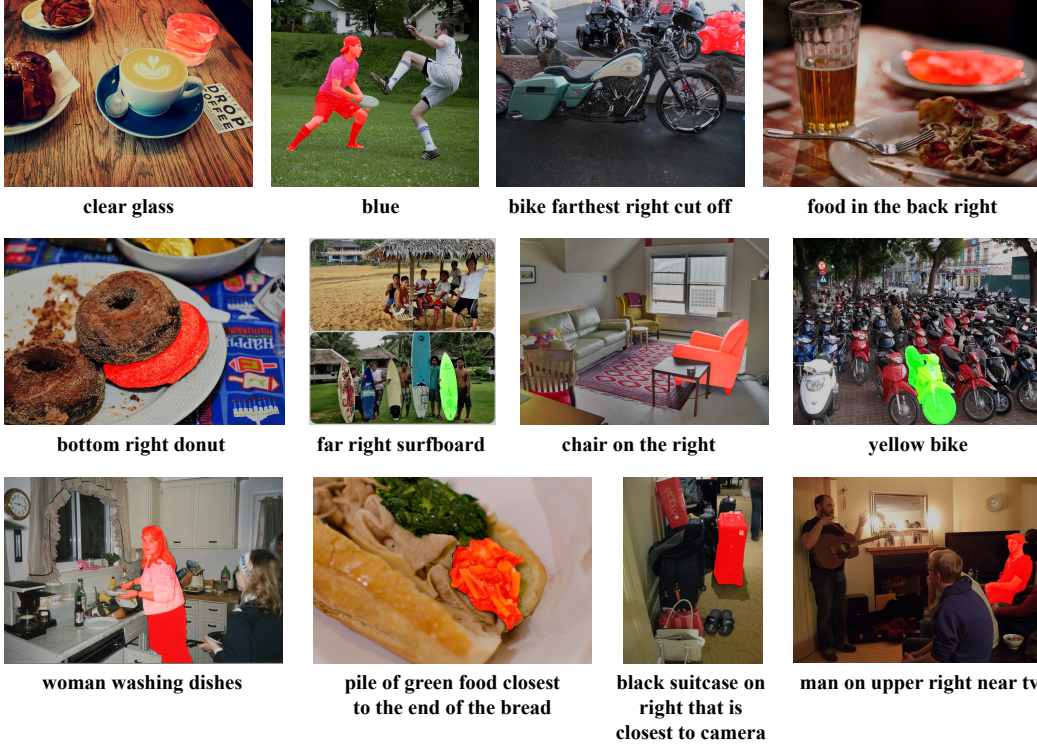 DROP
COFFEE
clear glass
blue
bike farthest right cut off
food in the back right
HAPPY
bottom right donut
far right surfboard
chair on the right
yellow bike
woman washing dishes
pile of green food closest
to the end of the bread
black suitcase on
right that is
closest to camera
man on upper right near tv